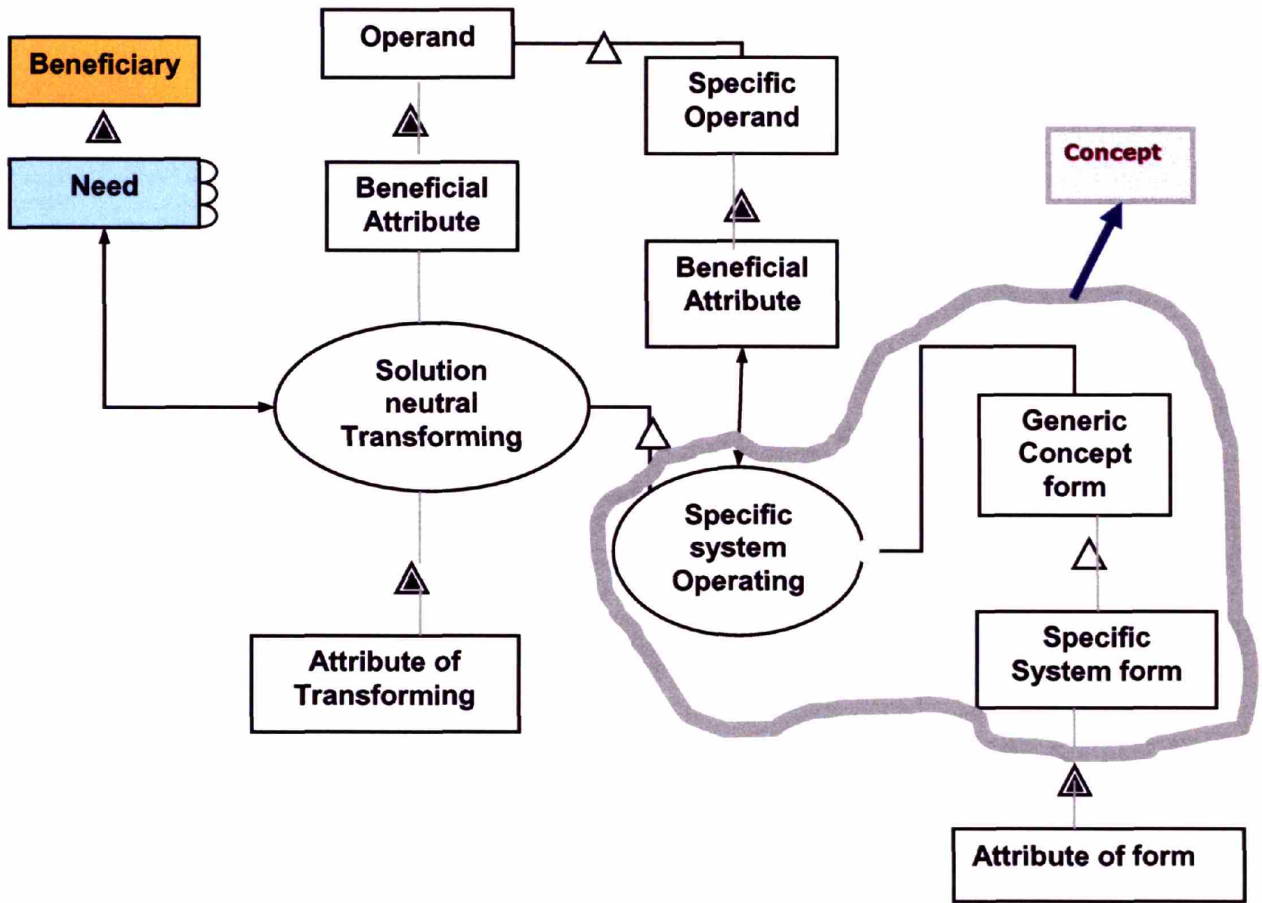 Operand
Beneficiary
Specific
Operand
Concept
Need
Beneficial
Attribute
Beneficial
Attribute
Solution
neutral
Transforming
Generic
Concept
form
Specific
system
Operating
Attribute of
Transforming
Specific
System form
Attribute of form